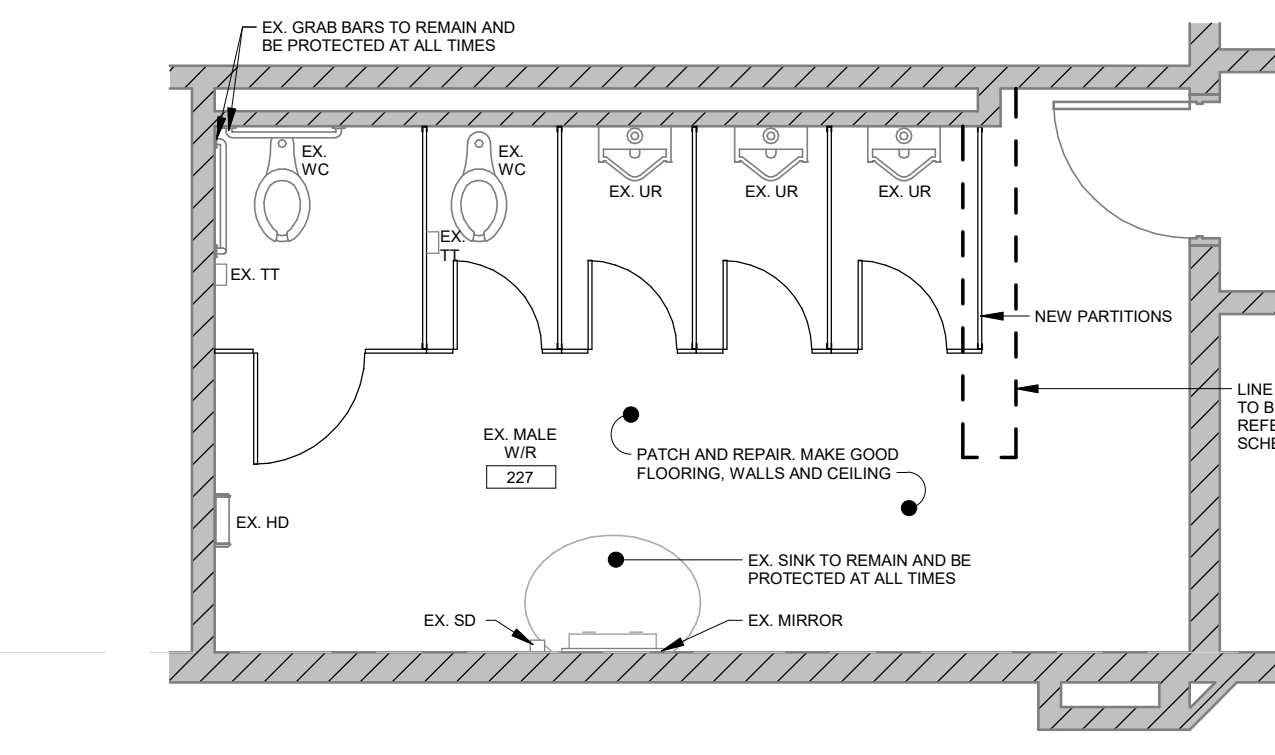 EX. GRAB BARS TO REMAIN AND
BE PROTECTED AT ALL TIMES
EX.
WC
EX.
WC
EX. UR
EX. UR
EX. UR
EX.
TT
EX. TT
NEW PARTITIONS
LINE
TO B
REFE
SCHE
EX. MALE
W/R
227
PATCH AND REPAIR. MAKE GOOD
FLOORING, WALLS AND CEILING
EX. HD
EX. SINK TO REMAIN AND BE
PROTECTED AT ALL TIMES
EX. SD
EX. MIRROR